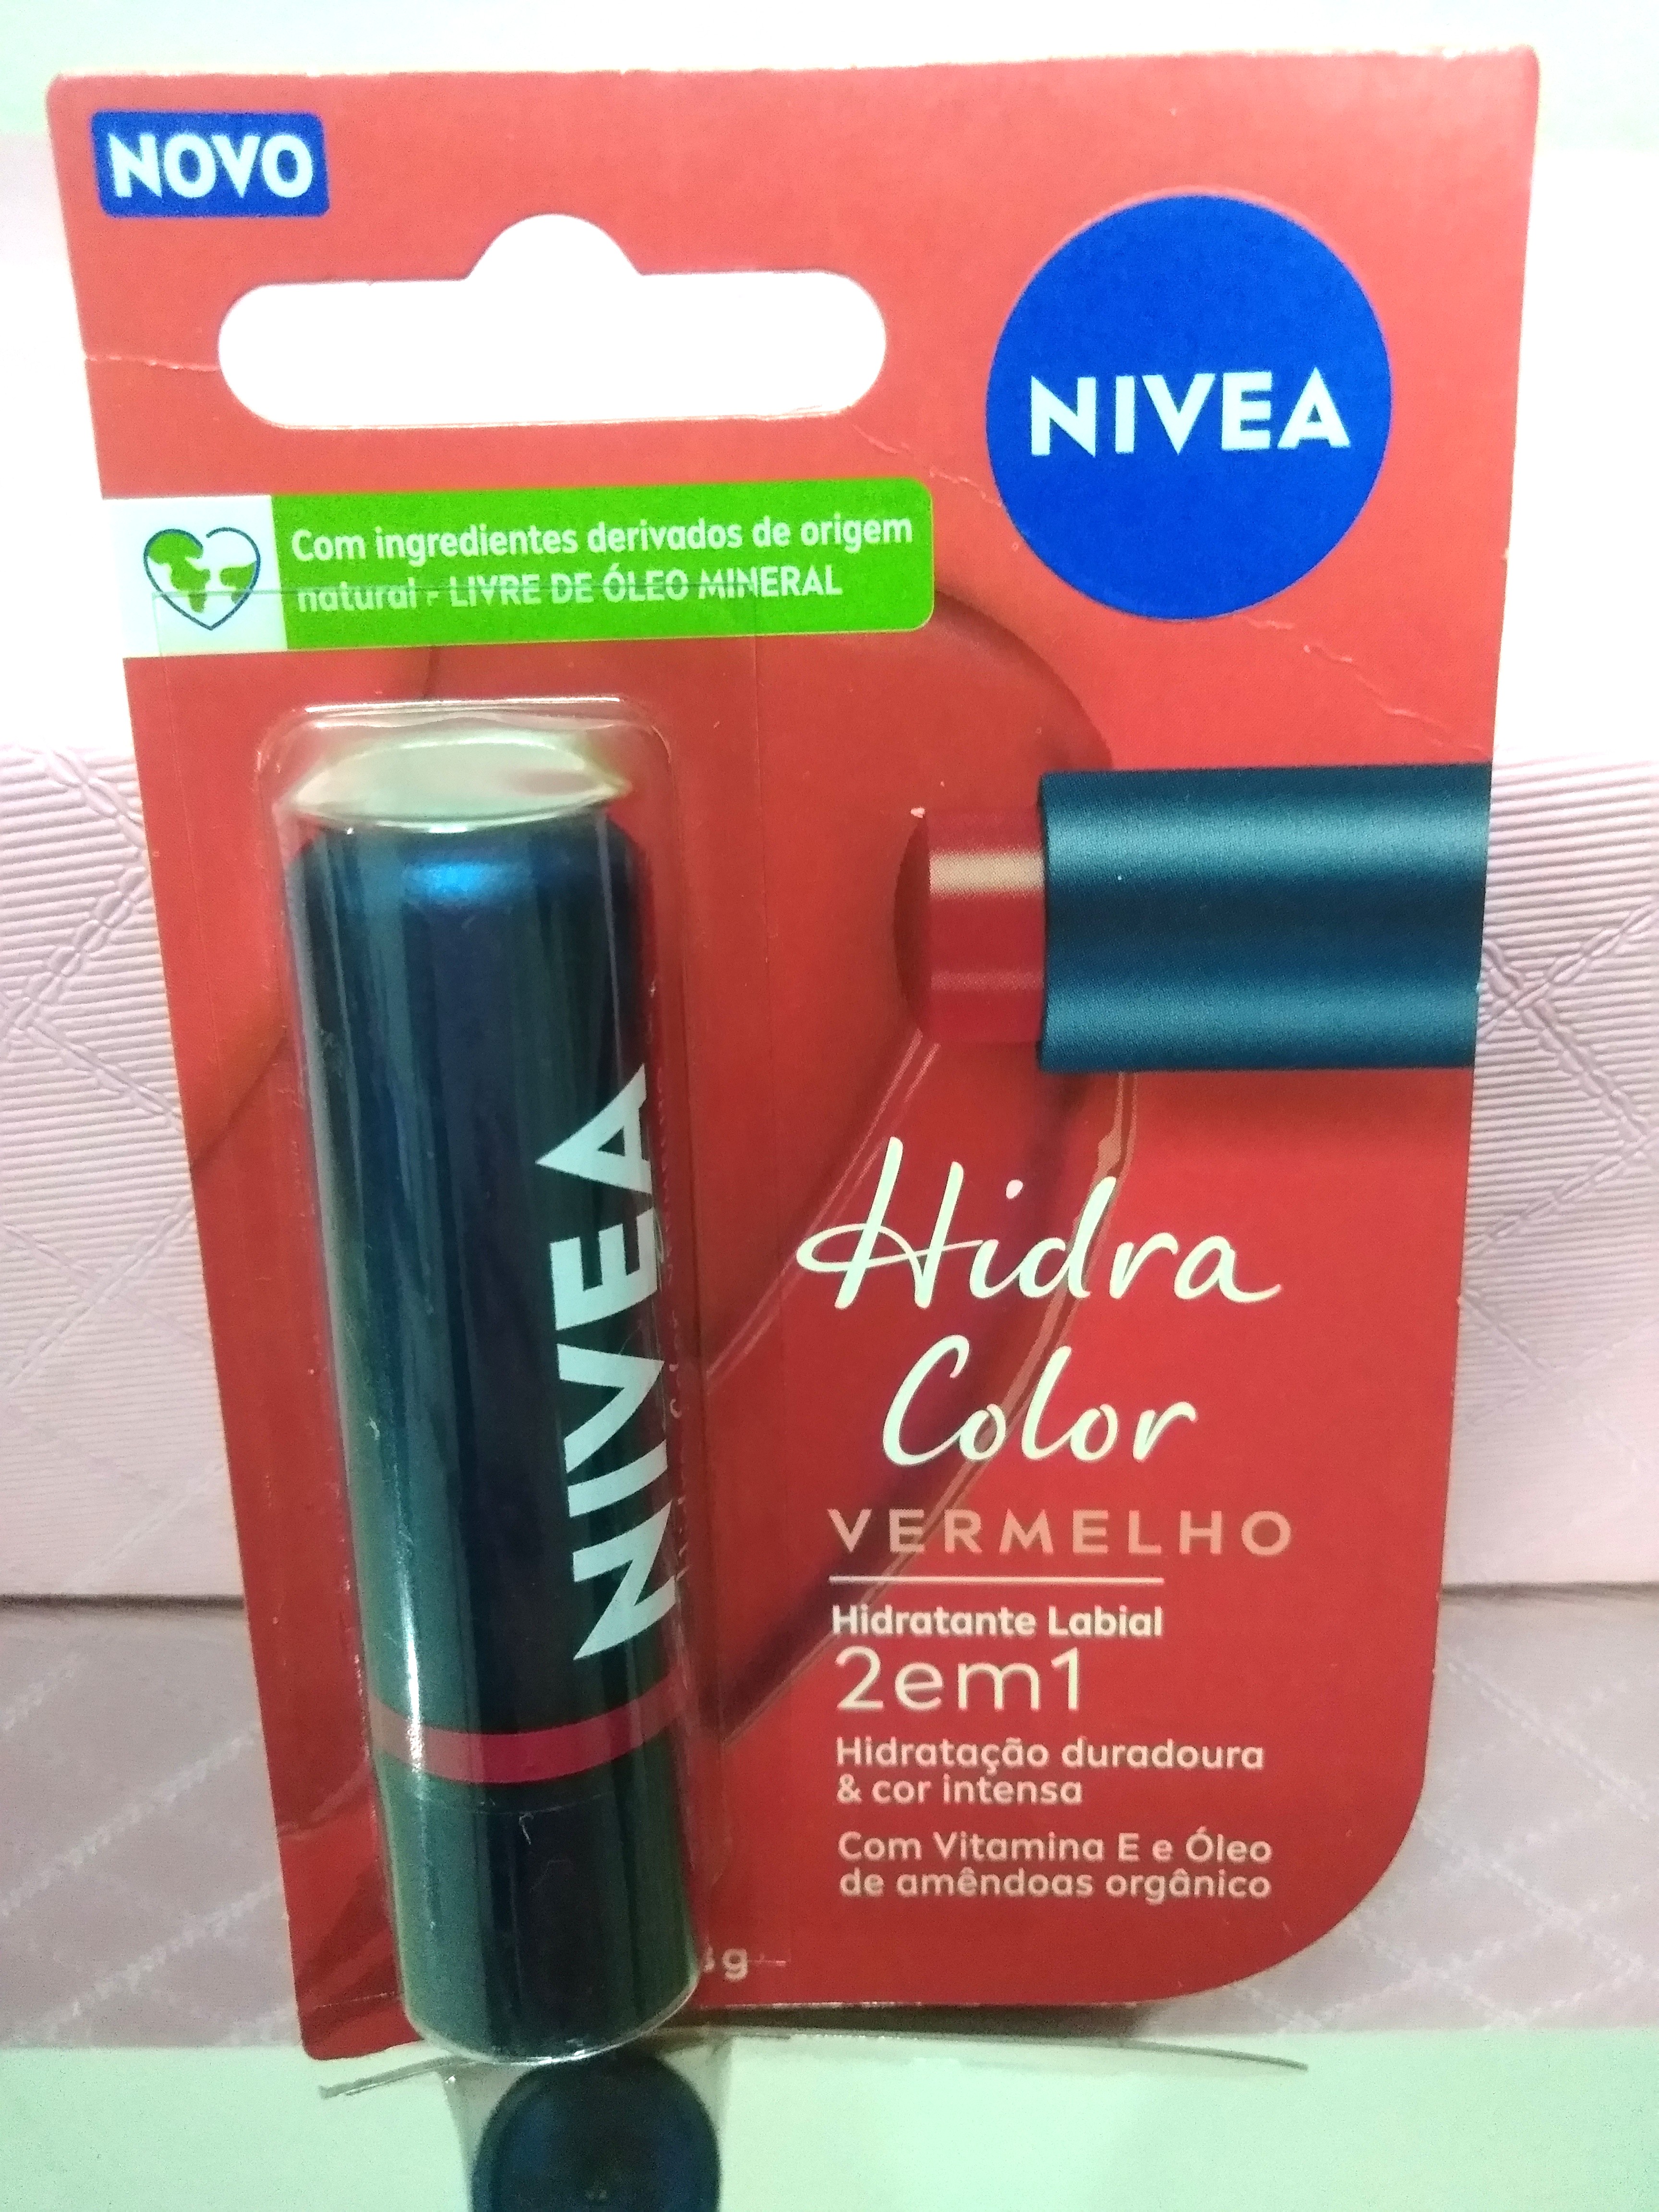 NOVO
NIVEA
Com ingredientes derivados de origem
natural - LIVRE DE ÓLEO MINERAL
NIVEA
Hidra
Color
VERMELHO
Hidratante Labial
2em1
Hidratação duradoura
& cor intensa
Com Vitamina E e Óleo
de amêndoas orgânico
g